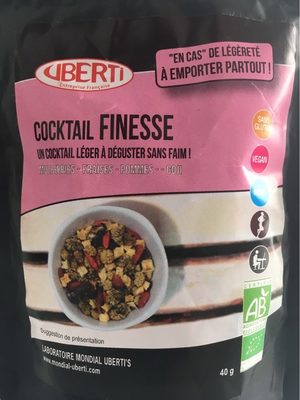 UBERTI
Entreprise Française
"EN CAS" DE LÉGÈRETÉ
À EMPORTER PARTOUT !
COCKTAIL FINESSE
UN COCKTAIL LÉGER À DÉGUSTER SANS FAIM !
MULBERRIES - FRAISES - POMMES - GOJI
SANS
GLUTEN
VEGAN
Suggestion de présentation
LABORATOIRE MONDIAL UBERTI'S
www.mondial-uberti.com
40 g
AB